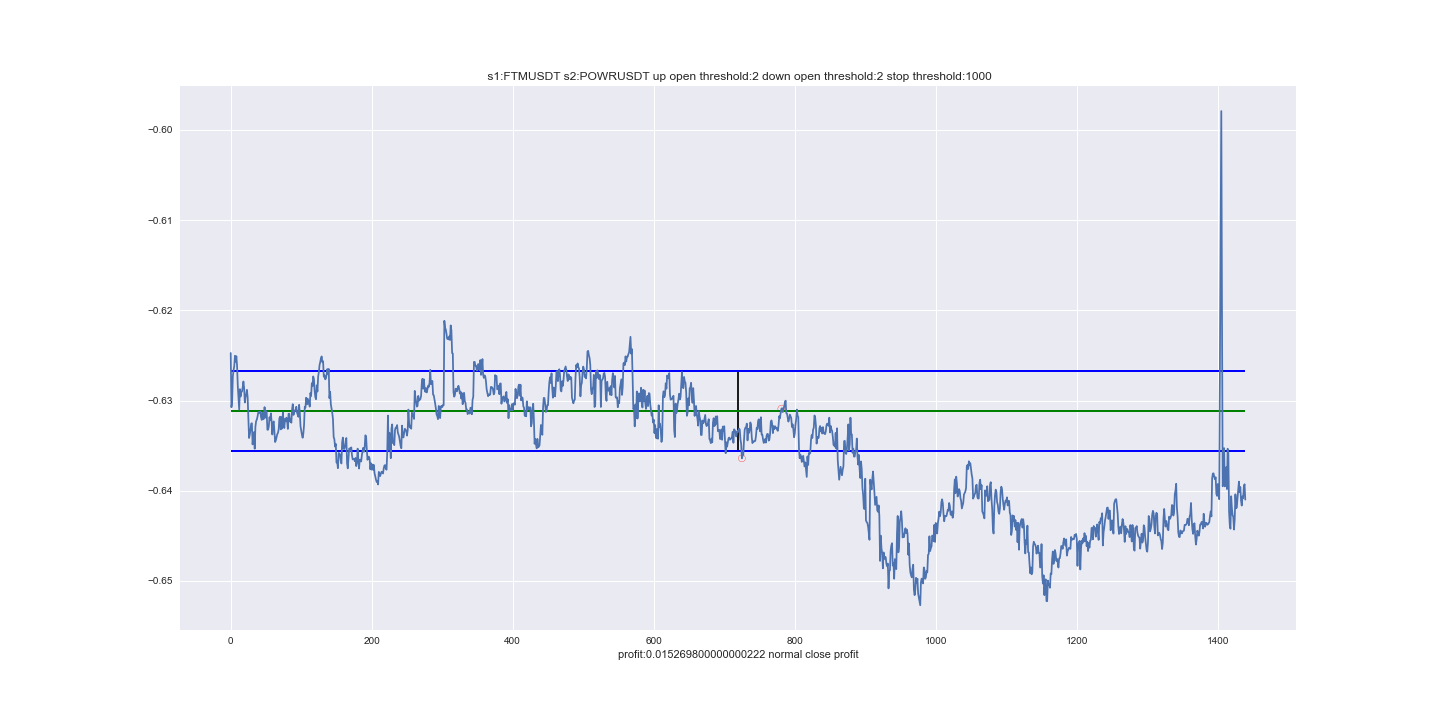 s1:FTMUSDT s2:POWRUSDT up open threshold:2 down open threshold:2 stop threshold:1000
−0.60
−0.61
−0.62
−0.63
−0.64
−0.65
0 200 400 600 800 1000 1200 1400
profit:0.015269800000000222 normal close profit